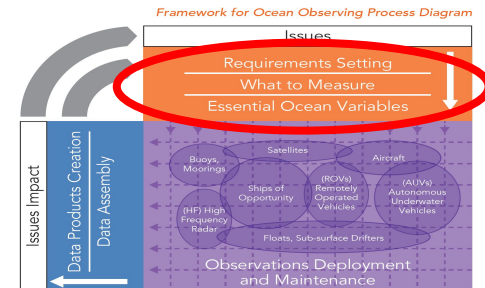 Framework for Ocean Observing Process Diagram
Issues
Requirements Setting
What to Measure
Essential Ocean Variables
Issues Impact
Data Products Creation
Data Assembly
Buoys,
Moorings
Satellites
Aircraft
Ships of
Opportunity
(ROVs)
Remotely
Operated
Vehicles
(AUVs)
Autonomous
Underwater
Vehicles
(HF) High
Frequency
Radar
Floats, Sub-surface Drifters
Observations Deployment
and Maintenance